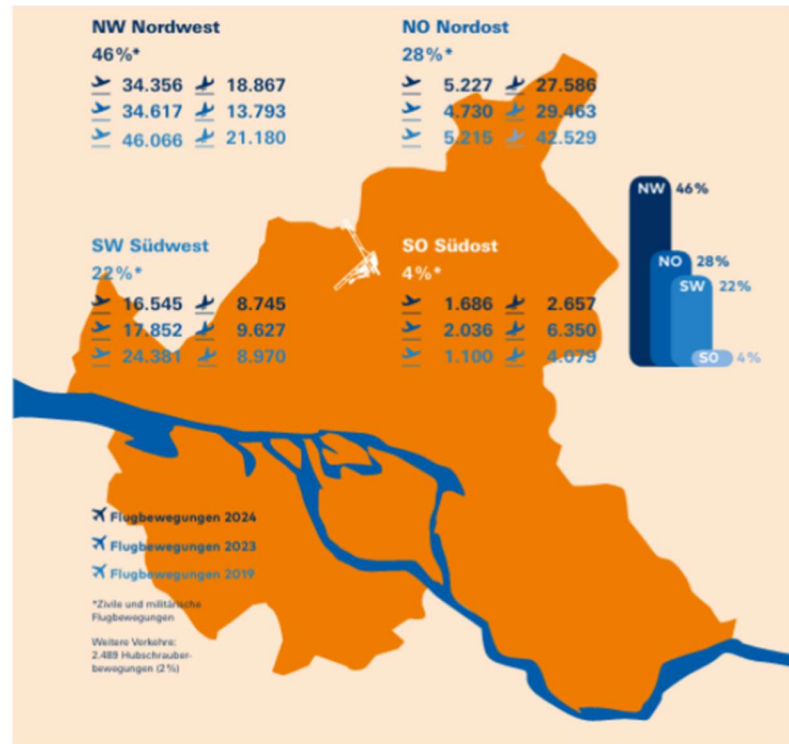 NW Nordwest
46%*
34.356 18.867
34.617 13.793
46.066 21.180
NO Nordost
28%*
5.227 27.586
4.730 29.463
5.215 42.529
SW Südwest
22%*
16.545 8.745
17.852 9.627
24.381 8.970
SO Südost
4%*
1.686 2.657
2.036 6.350
1.100 4.079
NW 46%
NO 28%
SW 22%
SO 4%
Flugbewegungen 2024
Flugbewegungen 2023
Flugbewegungen 2019
*Zivile und militärische
Flugbewegungen
Weitere Verkehre:
2.489 Hubschrauber-
bewegungen (2%)